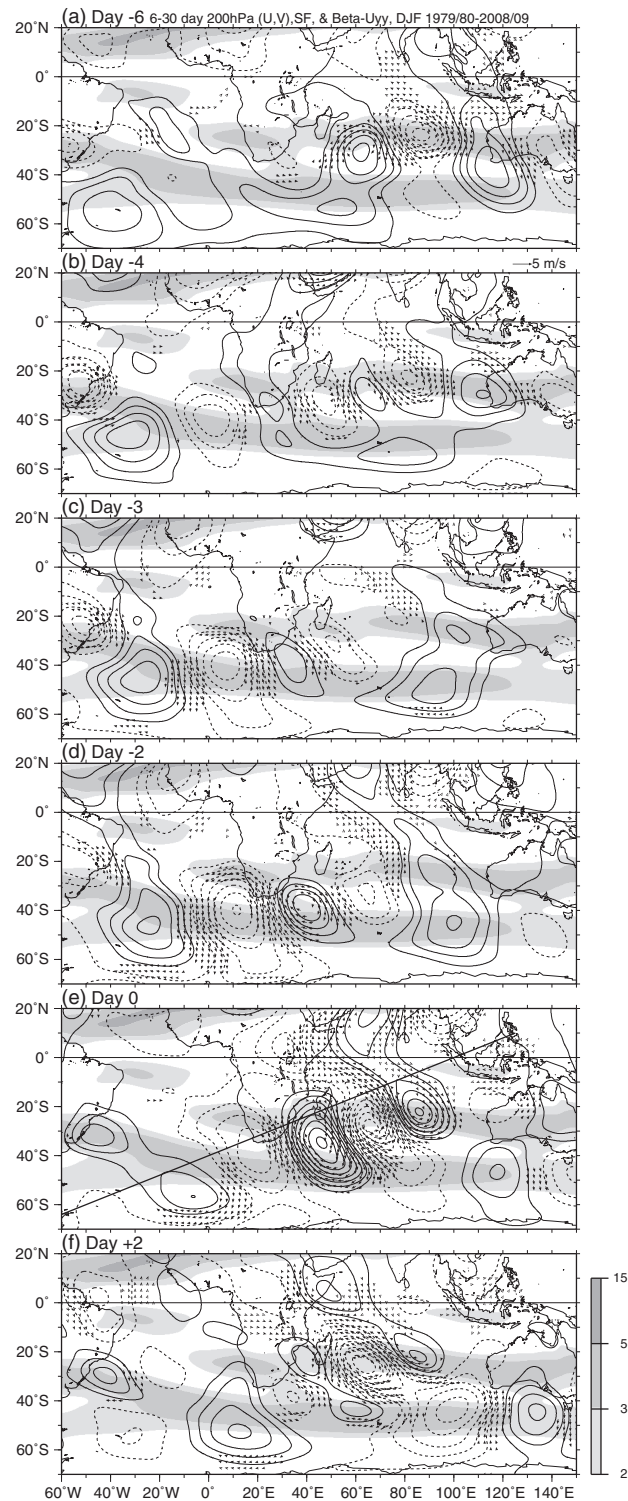 (a) Day -6 6-30 day 200hPa (U,V),SF, & Beta-Uyy, DJF 1979/80-2008/09
20˚N
0˚
20˚S
40˚S
60˚S
(b) Day -4
5 m/s
20˚N
0˚
20˚S
40˚S
60˚S
(c) Day -3
20˚N
0˚
20˚S
40˚S
60˚S
(d) Day -2
20˚N
0˚
20˚S
40˚S
60˚S
(e) Day 0
20˚N
0˚
20˚S
40˚S
60˚S
(f) Day +2
20˚N
0˚
20˚S
40˚S
60˚S
60˚W 40˚W 20˚W 0˚ 20˚E 40˚E 60˚E 80˚E 100˚E 120˚E 140˚E
15
5
3
2